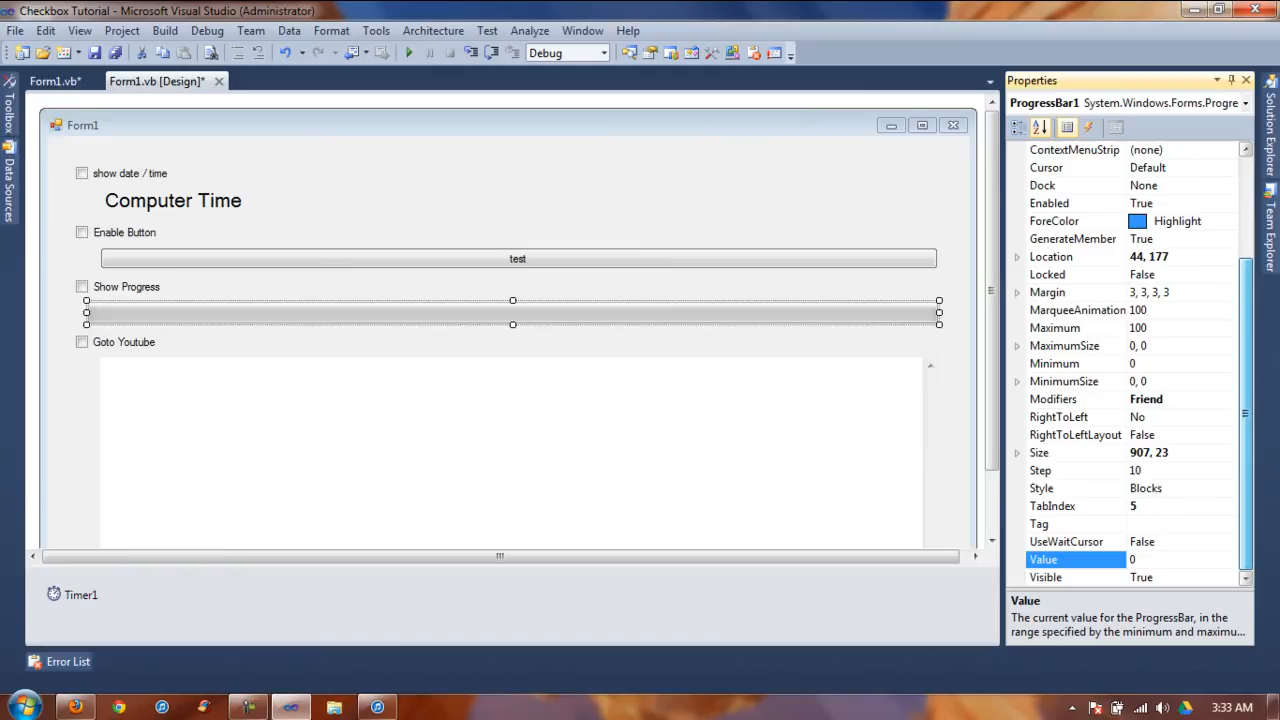 Checkbox Tutorial - Microsoft Visual Studio (Administrator)
File Edit View Project Build Debug Team Data Format Tools Architecture Test Analyze Window Help
Debug
Form1.vb* Form1.vb [Design]*
Toolbox
Data Sources
Form1
show date / time
Computer Time
Enable Button
test
Show Progress
Goto Youtube
Timer1
Error List
Properties
ProgressBar1 System.Windows.Forms.Progre
ContextMenuStrip (none)
Cursor Default
Dock None
Enabled True
ForeColor Highlight
GenerateMember True
Location 44, 177
Locked False
Margin 3, 3, 3, 3
MarqueeAnimation 100
Maximum 100
MaximumSize 0, 0
Minimum 0
MinimumSize 0, 0
Modifiers Friend
RightToLeft No
RightToLeftLayout False
Size 907, 23
Step 10
Style Blocks
TabIndex 5
Tag
UseWaitCursor False
Value 0
Visible True
Value
The current value for the ProgressBar, in the
range specified by the minimum and maximu...
Solution Explorer
Team Explorer
3:33 AM